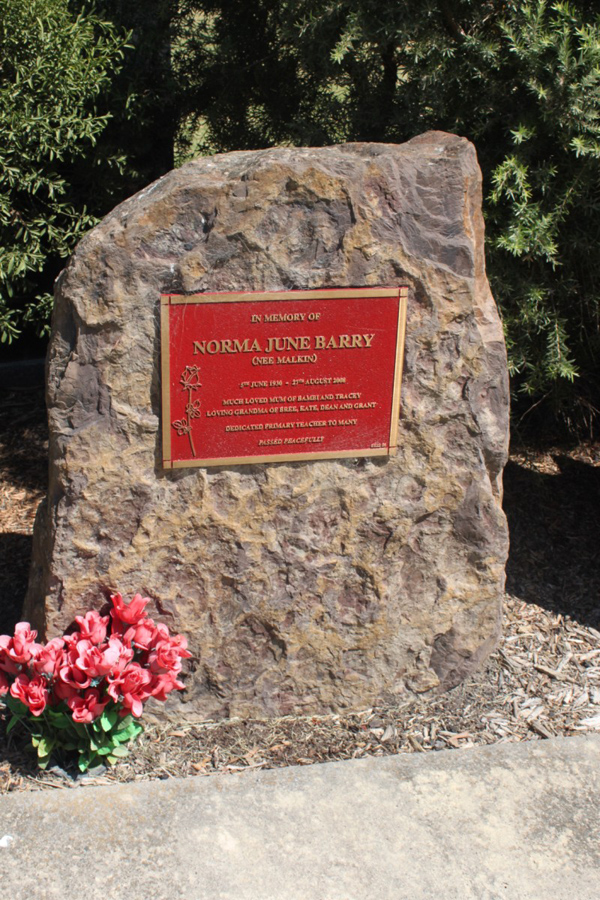 IN MEMORY OF
NORMA JUNE BARRY
(NEE MALKIN)
JUNE 1930 - 27TH AUGUST 2008
MUCH LOVED MUM OF BAMBI AND TRACEY
LOVING GRANDMA OF BREE, KATE, DEAN AND GRANT
DEDICATED PRIMARY TEACHER TO MANY
PASSED PEACEFULLY